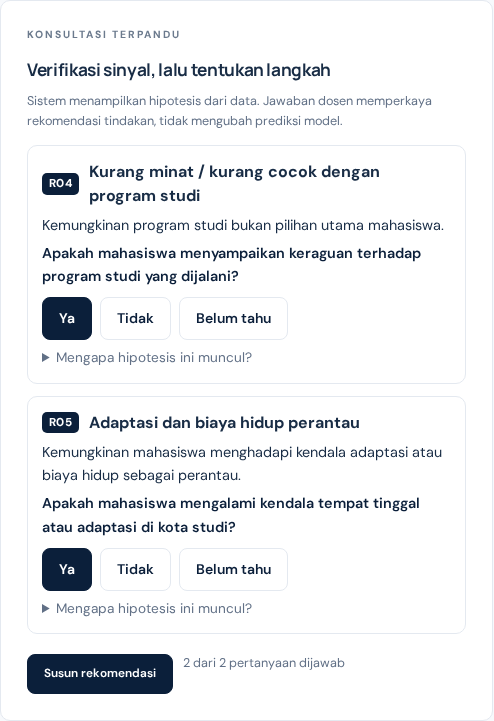 KONSULTASI TERPANDU
Verifikasi sinyal, lalu tentukan langkah
Sistem menampilkan hipotesis dari data. Jawaban dosen memperkaya
rekomendasi tindakan, tidak mengubah prediksi model.
R04
Kurang minat / kurang cocok dengan
program studi
Kemungkinan program studi bukan pilihan utama mahasiswa.
Apakah mahasiswa menyampaikan keraguan terhadap
program studi yang dijalani?
Ya Tidak Belum tahu
Mengapa hipotesis ini muncul?
R05 Adaptasi dan biaya hidup perantau
Kemungkinan mahasiswa menghadapi kendala adaptasi atau
biaya hidup sebagai perantau.
Apakah mahasiswa mengalami kendala tempat tinggal
atau adaptasi di kota studi?
Ya Tidak Belum tahu
Mengapa hipotesis ini muncul?
Susun rekomendasi 2 dari 2 pertanyaan dijawab